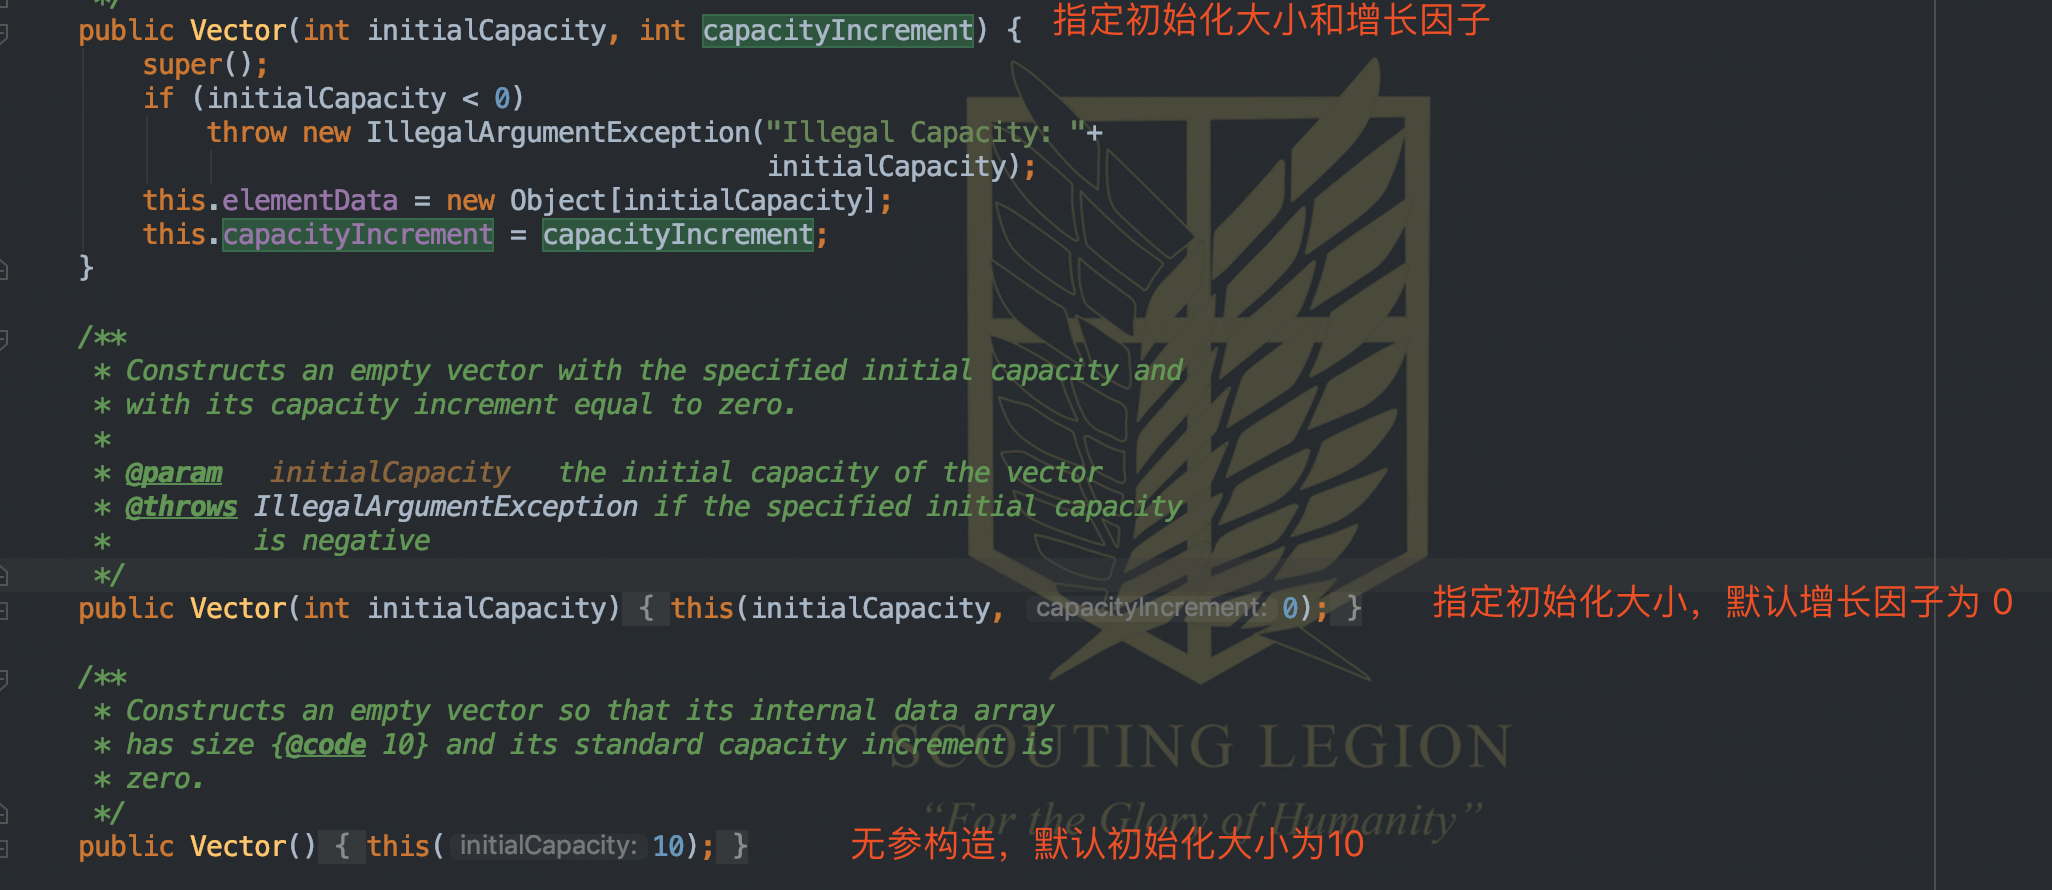 */
public Vector(int initialCapacity, int capacityIncrement) { 指定初始化大小和增长因子
super();
if (initialCapacity < 0)
throw new IllegalArgumentException("Illegal Capacity: "+
initialCapacity);
this.elementData = new Object[initialCapacity];
this.capacityIncrement = capacityIncrement;
}
/**
* Constructs an empty vector with the specified initial capacity and
* with its capacity increment equal to zero.
*
* @param initialCapacity the initial capacity of the vector
* @throws IllegalArgumentException if the specified initial capacity
* is negative
*/
public Vector(int initialCapacity) { this(initialCapacity, capacityIncrement: 0); } 指定初始化大小，默认增长因子为 0
/**
* Constructs an empty vector so that its internal data array
* has size {@code 10} and its standard capacity increment is
* zero.
*/
public Vector() { this( initialCapacity: 10); } 无参构造，默认初始化大小为10
SCOUTING LEGION
“For the Glory of Humanity”